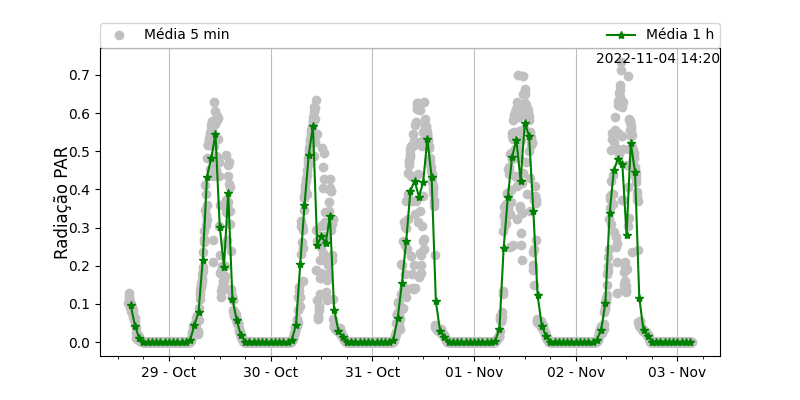 Média 5 min
Média 1 h
2022-11-04 14:20
Radiação PAR
0.7
0.6
0.5
0.4
0.3
0.2
0.1
0.0
29 - Oct
30 - Oct
31 - Oct
01 - Nov
02 - Nov
03 - Nov